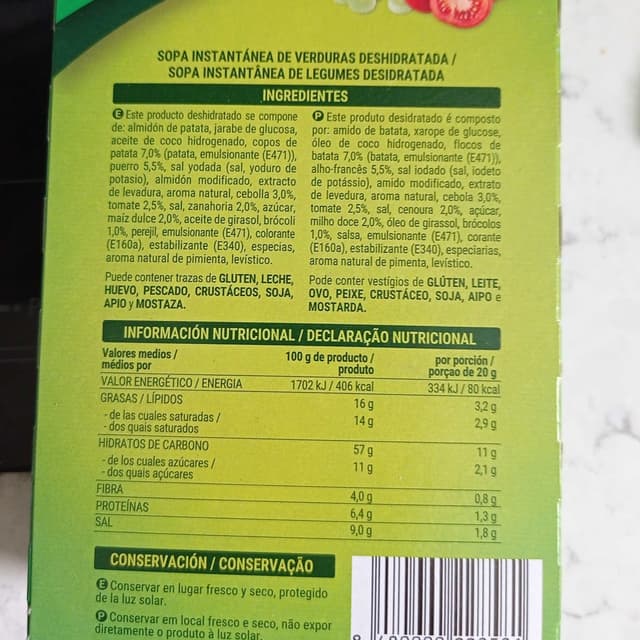 SOPA INSTANTÁNEA DE VERDURAS DESHIDRATADA /
SOPA INSTANTÂNEA DE LEGUMES DESIDRATADA
INGREDIENTES
E Este producto deshidratado se compone
de: almidón de patata, jarabe de glucosa,
aceite de coco hidrogenado, copos de
patata 7,0% (patata, emulsionante (E471)),
puerro 5,5%, sal yodada (sal, yoduro de
potasio), almidón modificado, extracto
de levadura, aroma natural, cebolla 3,0%,
tomate 2,5%, sal, zanahoria 2,0%, azúcar,
maíz dulce 2,0%, aceite de girasol, brócoli
1,0%, perejil, emulsionante (E471), colorante
(E160a), estabilizante (E340), especias,
aroma natural de pimienta, levístico.
Puede contener trazas de GLUTEN, LECHE,
HUEVO, PESCADO, CRUSTÁCEOS, SOJA,
APIO y MOSTAZA.
P Este produto desidratado é composto
por: amido de batata, xarope de glucose,
óleo de coco hidrogenado, flocos de
batata 7,0% (batata, emulsionante (E471)),
alho-francês 5,5%, sal iodado (sal, iodeto
de potássio), amido modificado, extrato
de levedura, aroma natural, cebola 3,0%,
tomate 2,5%, sal, cenoura 2,0%, açúcar,
milho doce 2,0%, óleo de girassol, brócolos
1,0%, salsa, emulsionante (E471), corante
(E160a), estabilizante (E340), especiarias,
aroma natural de pimenta, levístico.
Pode conter vestígios de GLÚTEN, LEITE,
OVO, PEIXE, CRUSTÁCEO, SOJA, AIPO e
MOSTARDA.
INFORMACIÓN NUTRICIONAL / DECLARAÇÃO NUTRICIONAL
Valores medios / 100 g de producto / por porción /
médios por produto porçao de 20 g
VALOR ENERGÉTICO / ENERGIA 1702 kJ / 406 kcal 334 kJ / 80 kcal
GRASAS / LÍPIDOS 16 g 3,2 g
- de las cuales saturadas / 14 g 2,9 g
- dos quais saturados
HIDRATOS DE CARBONO 57 g 11 g
- de los cuales azúcares / 11 g 2,1 g
- dos quais açúcares
FIBRA 4,0 g 0,8 g
PROTEÍNAS 6,4 g 1,3 g
SAL 9,0 g 1,8 g
CONSERVACIÓN / CONSERVAÇÃO
E Conservar en lugar fresco y seco, protegido
de la luz solar.
P Conservar em local fresco e seco, não expor
diretamente o produto à luz solar.